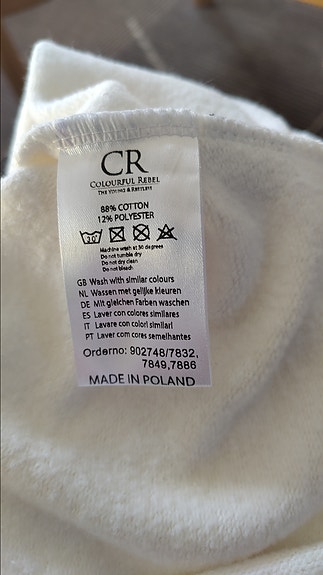 CR
COLOURFUL REBEL
THE YOUNG & RESTLESS
88% COTTON
12% POLYESTER
30°
Machine wash at 30 degrees
Do not tumble dry
Do not dry clean
Do not bleach
GB Wash with similar colours
NL Wassen met gelijke kleuren
DE Mit gleichen Farben waschen
ES Laver con colores similares
IT Lavare con colori similari
PT Laver com cores semelhantes
Orderno: 902748/7832,
7849,7886
MADE IN POLAND